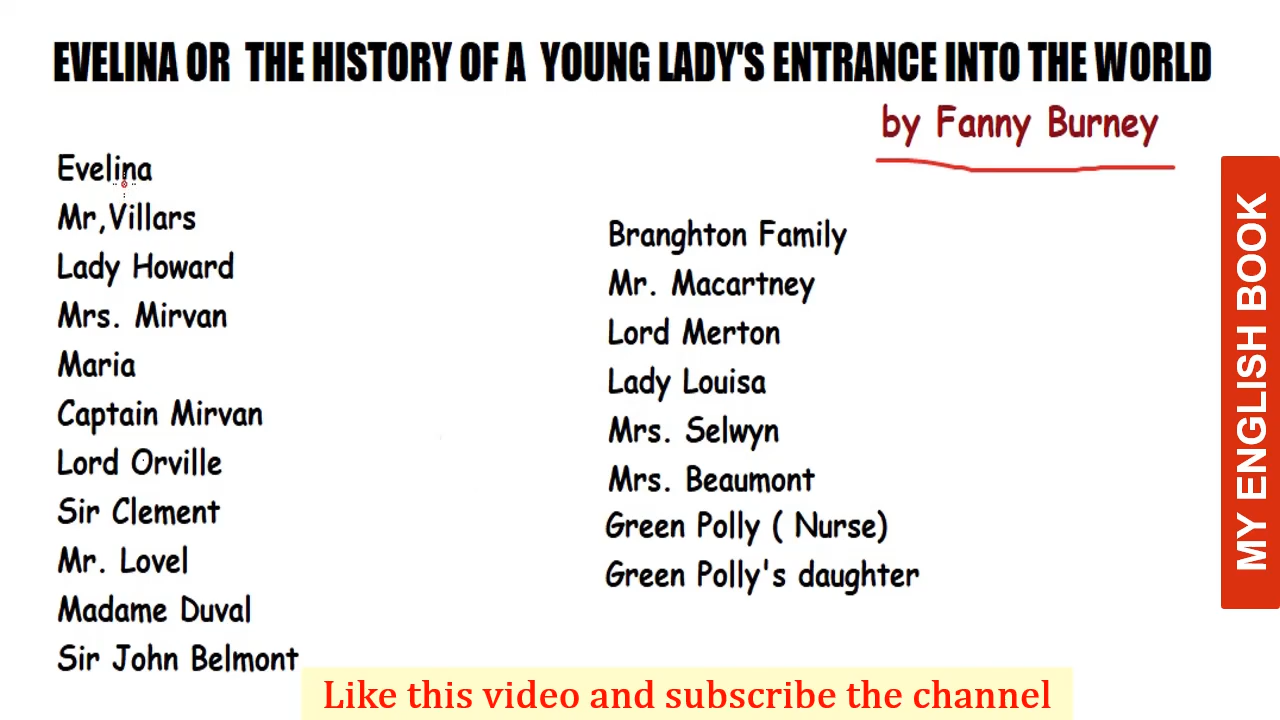 EVELINA OR THE HISTORY OF A YOUNG LADY'S ENTRANCE INTO THE WORLD
by Fanny Burney
Evelina
Mr,Villars
Lady Howard
Mrs. Mirvan
Maria
Captain Mirvan
Lord Orville
Sir Clement
Mr. Lovel
Madame Duval
Sir John Belmont
Branghton Family
Mr. Macartney
Lord Merton
Lady Louisa
Mrs. Selwyn
Mrs. Beaumont
Green Polly ( Nurse)
Green Polly's daughter
MY ENGLISH BOOK
Like this video and subscribe the channel